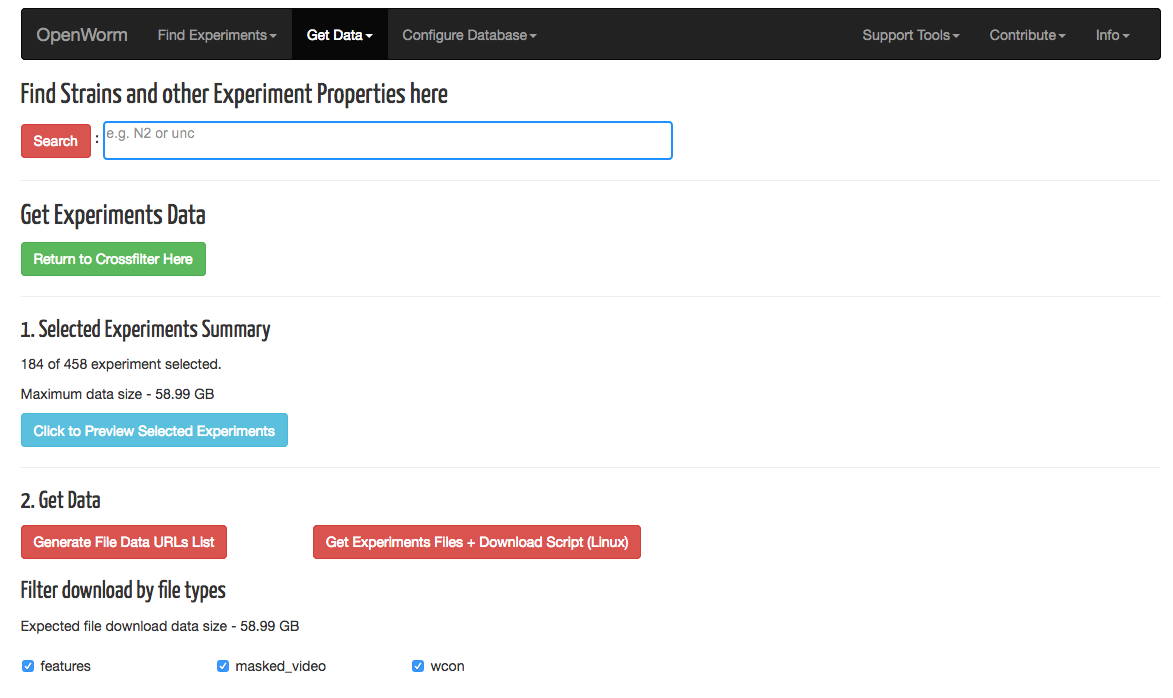 OpenWorm Find Experiments Get Data Configure Database Support Tools Contribute Info
Find Strains and other Experiment Properties here
Search : e.g. N2 or unc
Get Experiments Data
Return to Crossfilter Here
1. Selected Experiments Summary
184 of 458 experiment selected.
Maximum data size - 58.99 GB
Click to Preview Selected Experiments
2. Get Data
Generate File Data URLs List Get Experiments Files + Download Script (Linux)
Filter download by file types
Expected file download data size - 58.99 GB
features masked_video wcon